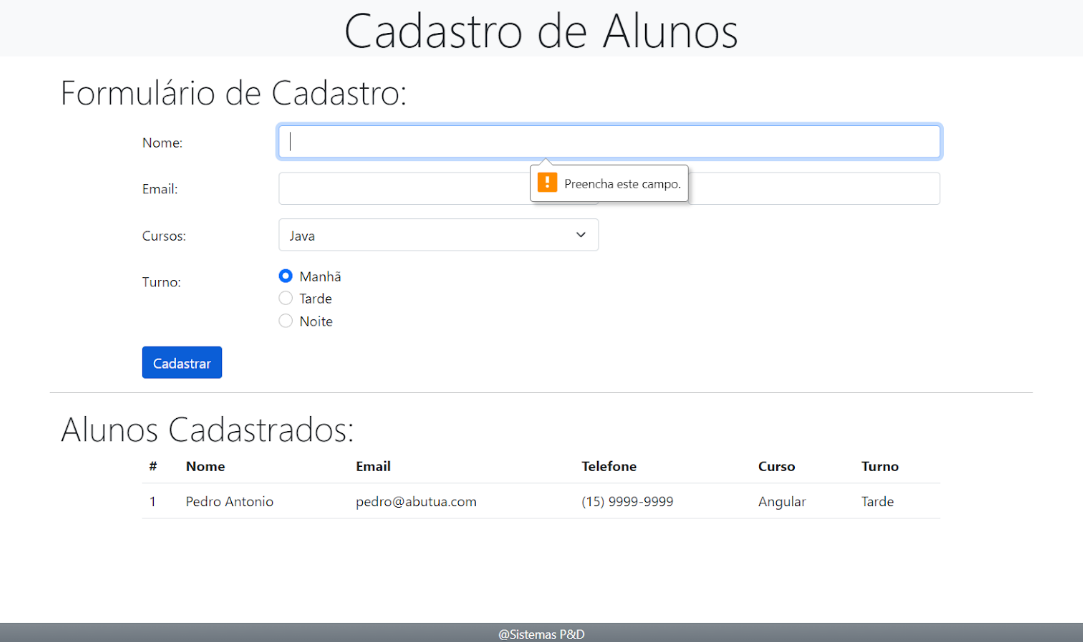 Cadastro de Alunos
Formulário de Cadastro:
Nome:
! Preencha este campo.
Email:
Cursos: Java
Turno: Manhã
Tarde
Noite
Cadastrar
Alunos Cadastrados:
# Nome Email Telefone Curso Turno
1 Pedro Antonio pedro@abutua.com (15) 9999-9999 Angular Tarde
@Sistemas P&D